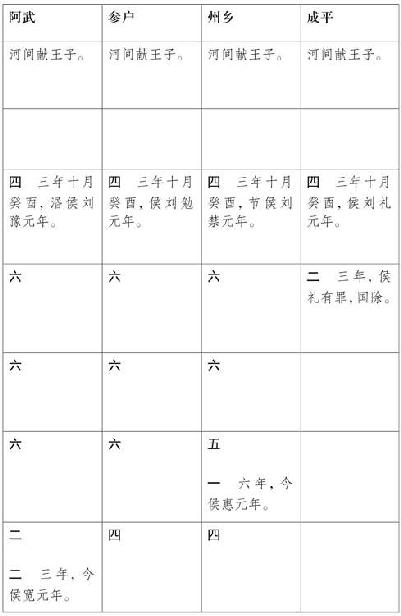 阿武 参户 州乡 成平
河间献王子。 河间献王子。 河间献王子。 河间献王子。
四　三年十月 四　三年十月 四　三年十月 四　三年十月
癸酉，湣侯刘 癸酉，侯刘勉 癸酉，节侯刘 癸酉，侯刘礼
豫元年。 元年。 禁元年。 元年。
六 六 六 二　三年，侯
礼有罪，国除。
六 六 六
六 六 五
一　六年，今
侯惠元年。
二 四 四
二　三年，今
侯宽元年。